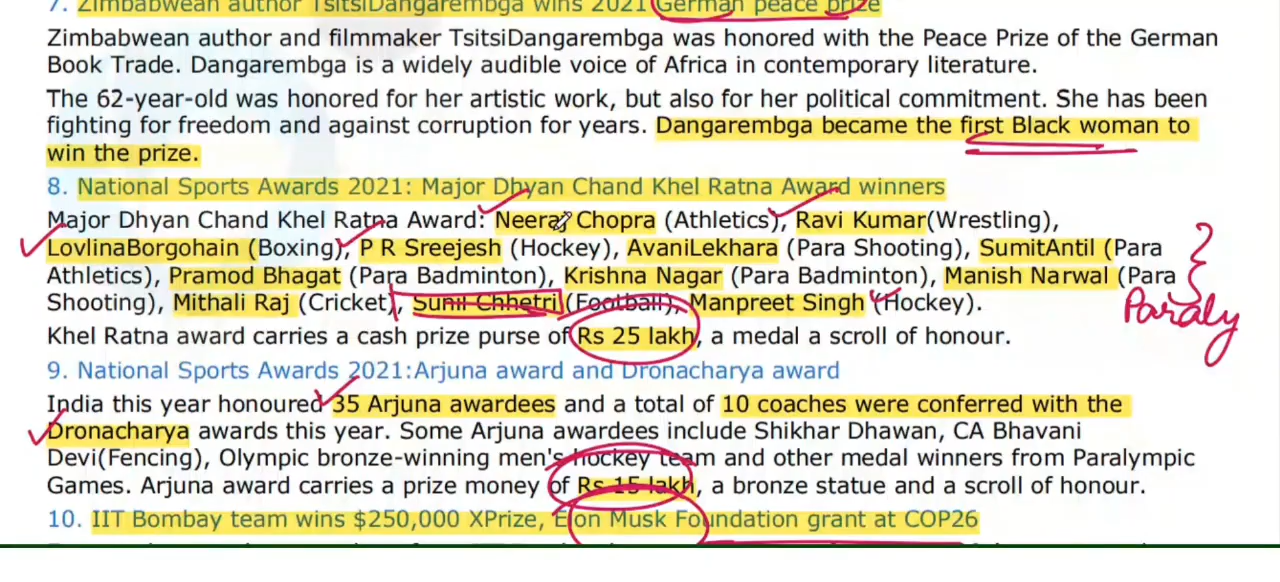 7. Zimbabwean author TsitsiDangarembga wins 2021 German peace prize
Zimbabwean author and filmmaker TsitsiDangarembga was honored with the Peace Prize of the German
Book Trade. Dangarembga is a widely audible voice of Africa in contemporary literature.
The 62-year-old was honored for her artistic work, but also for her political commitment. She has been
fighting for freedom and against corruption for years. Dangarembga became the first Black woman to
win the prize.
8. National Sports Awards 2021: Major Dhyan Chand Khel Ratna Award winners
Major Dhyan Chand Khel Ratna Award: Neeraj Chopra (Athletics), Ravi Kumar(Wrestling),
LovlinaBorgohain (Boxing), P R Sreejesh (Hockey), AvaniLekhara (Para Shooting), SumitAntil (Para
Athletics), Pramod Bhagat (Para Badminton), Krishna Nagar (Para Badminton), Manish Narwal (Para
Shooting), Mithali Raj (Cricket), Sunil Chhetri (Football), Manpreet Singh (Hockey).
Paraly
Khel Ratna award carries a cash prize purse of Rs 25 lakh, a medal a scroll of honour.
9. National Sports Awards 2021:Arjuna award and Dronacharya award
India this year honoured 35 Arjuna awardees and a total of 10 coaches were conferred with the
Dronacharya awards this year. Some Arjuna awardees include Shikhar Dhawan, CA Bhavani
Devi(Fencing), Olympic bronze-winning men's hockey team and other medal winners from Paralympic
Games. Arjuna award carries a prize money of Rs 15 lakh, a bronze statue and a scroll of honour.
10. IIT Bombay team wins $250,000 XPrize, Elon Musk Foundation grant at COP26